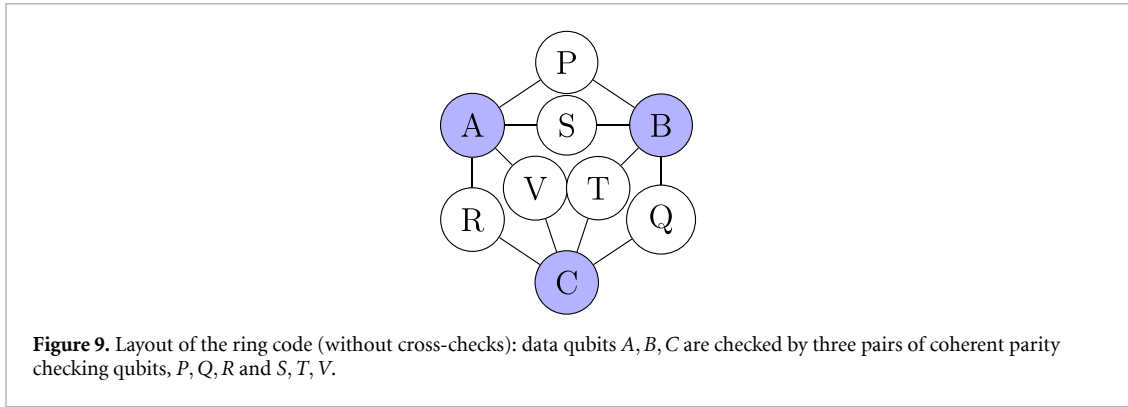 P
A
S
B
V
T
R
Q
C
Figure 9. Layout of the ring code (without cross-checks): data qubits A, B, C are checked by three pairs of coherent parity
checking qubits, P, Q, R and S, T, V.